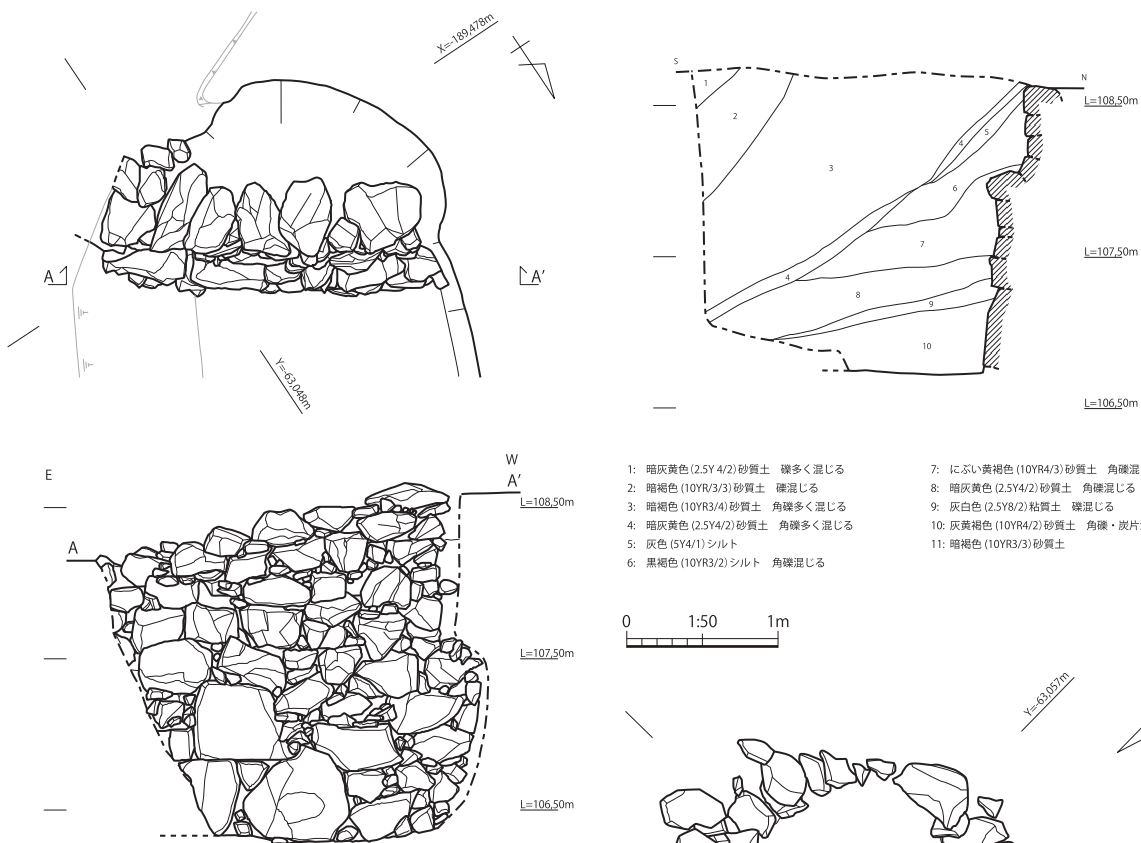 X=-189,478m
A
A'
Y=-63,048m
S
N
1
2
3
4
5
6
7
4
8
9
10
L=108,50m
L=107,50m
L=106,50m
E
W
A
A'
L=108,50m
L=107,50m
L=106,50m
1: 暗灰黄色(2.5Y 4/2)砂質土 礫多く混じる
2: 暗褐色(10YR/3/3)砂質土 礫混じる
3: 暗褐色(10YR3/4)砂質土 角礫多く混じる
4: 暗灰黄色(2.5Y4/2)砂質土 角礫多く混じる
5: 灰色(5Y4/1)シルト
6: 黒褐色(10YR3/2)シルト 角礫混じる
7: にぶい黄褐色(10YR4/3)砂質土 角礫混
8: 暗灰黄色(2.5Y4/2)砂質土 角礫混じる
9: 灰白色(2.5Y8/2)粘質土 礫混じる
10: 灰黄褐色(10YR4/2)砂質土 角礫・炭片
11: 暗褐色(10YR3/3)砂質土
0 1:50 1m
Y=-63,057m